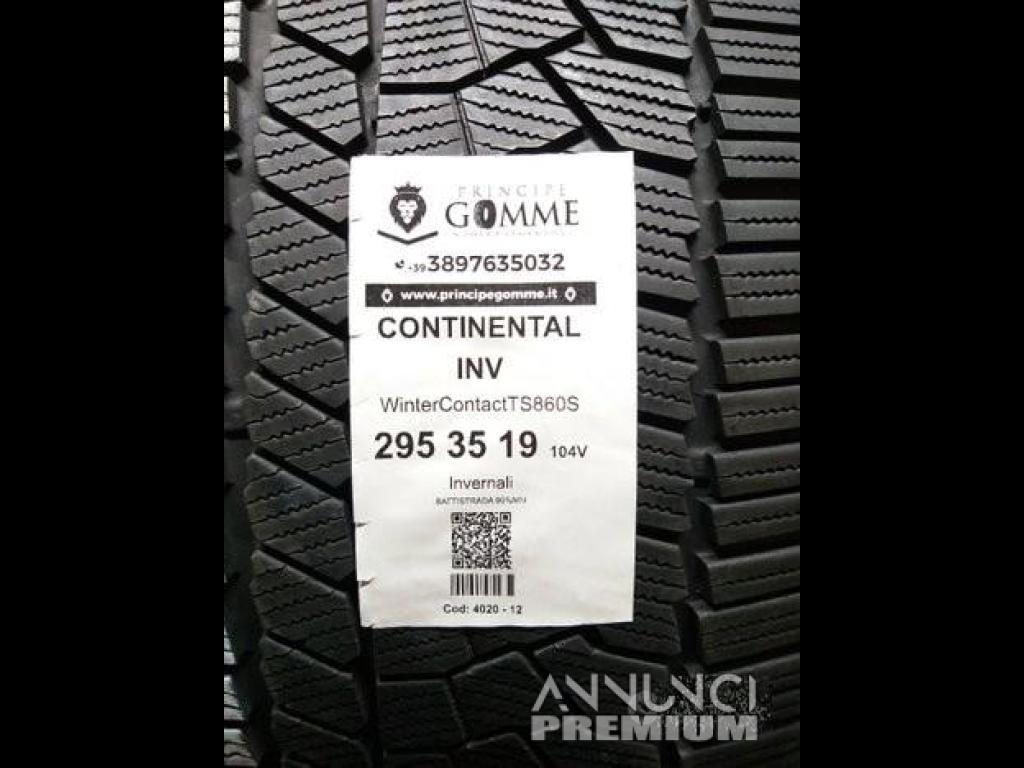 PRINCIPE
GOMME
+39 3897635032
www.principegomme.it
CONTINENTAL
INV
WinterContactTS860S
295 35 19 104V
Invernali
BATTISTRADA
Cod: 4020 - 12
ANNUNCI
PREMIUM